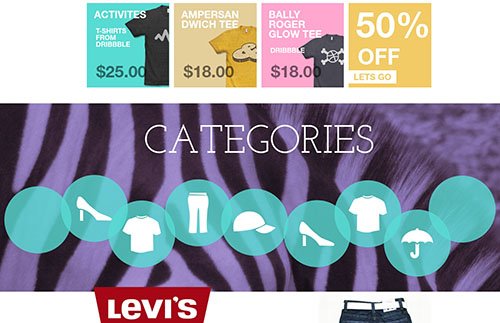 ACTIVITES
T-SHIRTS
FROM
DRIBBBLE
$25.00
AMPERSAN
DWICH TEE
$18.00
BALLY
ROGER
GLOW TEE
DRIBBBLE
$18.00
50%
OFF
LETS GO
CATEGORIES
LEVI'S